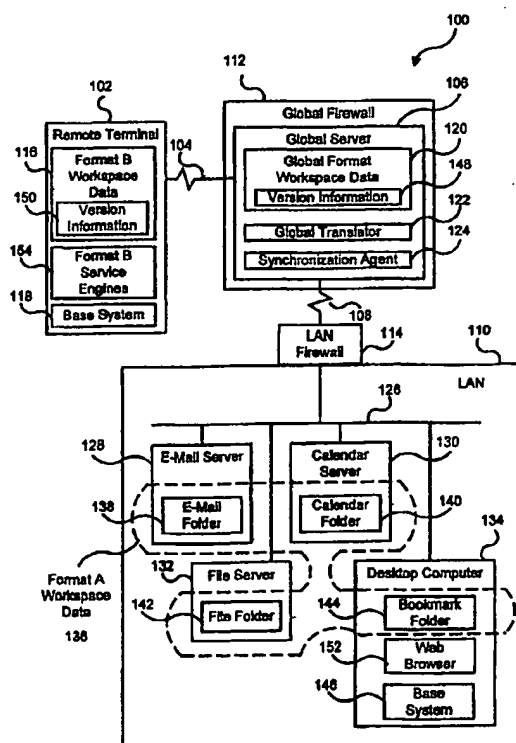 100
112
106
102
Global Firewall
Remote Terminal
Global Server
120
116
104
Format B
Workspace
Data
Global Format
Workspace Data
148
150
Version
Information
Version Information
122
Global Translator
154
Format B
Service
Engines
124
Synchronization Agent
118
Base System
108
LAN
Firewall
114
110
LAN
126
128
E-Mail Server
Calendar
Server
130
138
E-Mail
Folder
Calendar
Folder
140
134
132
File Server
Desktop Computer
Format A
Workspace
Data
136
142
File Folder
144
Bookmark
Folder
152
Web
Browser
146
Base
System